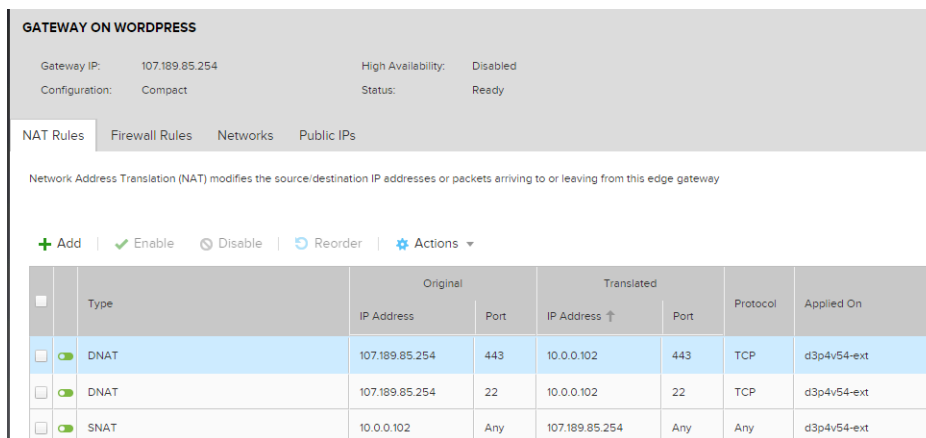 GATEWAY ON WORDPRESS
Gateway IP: 107.189.85.254 High Availability: Disabled
Configuration: Compact Status: Ready
NAT Rules Firewall Rules Networks Public IPs
Network Address Translation (NAT) modifies the source/destination IP addresses or packets arriving to or leaving from this edge gateway
Add Enable Disable Reorder Actions
Original Translated
Type Protocol Applied On
IP Address Port IP Address Port
DNAT 107.189.85.254 443 10.0.0.102 443 TCP d3p4v54-ext
DNAT 107.189.85.254 22 10.0.0.102 22 TCP d3p4v54-ext
SNAT 10.0.0.102 Any 107.189.85.254 Any Any d3p4v54-ext